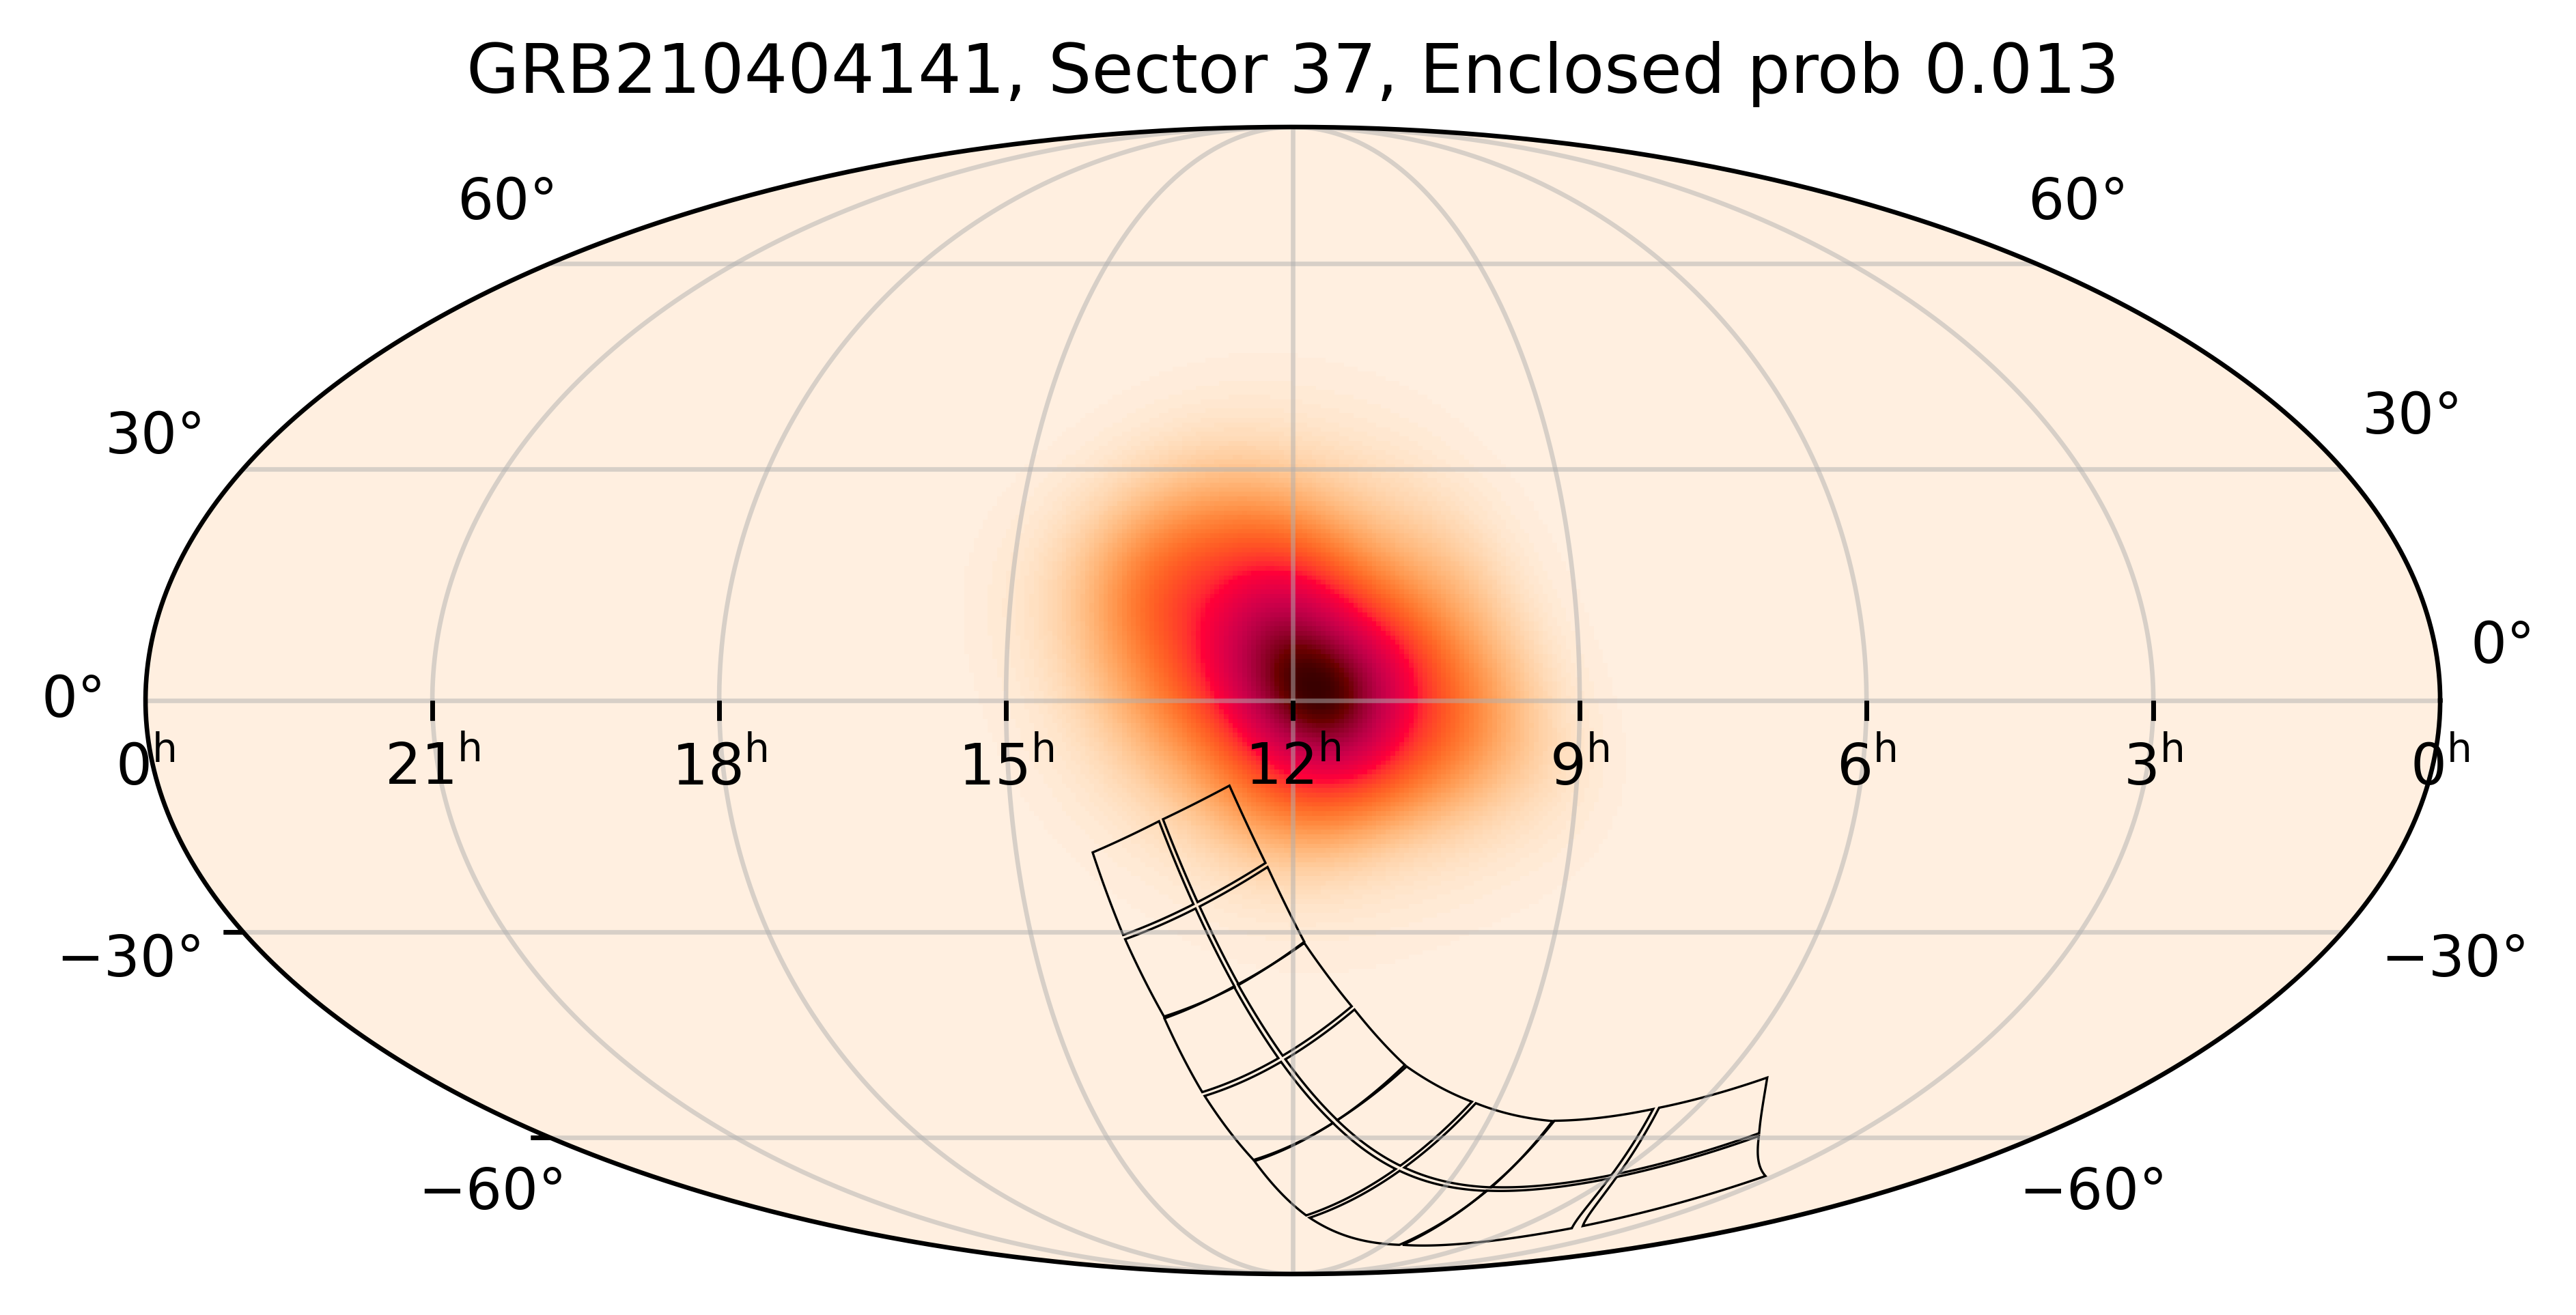 GRB210404141, Sector 37, Enclosed prob 0.013
60° 60°
30° 30°
0° 0°
0ʰ 21ʰ 18ʰ 15ʰ 12ʰ 9ʰ 6ʰ 3ʰ 0ʰ
−30° −30°
−60° −60°